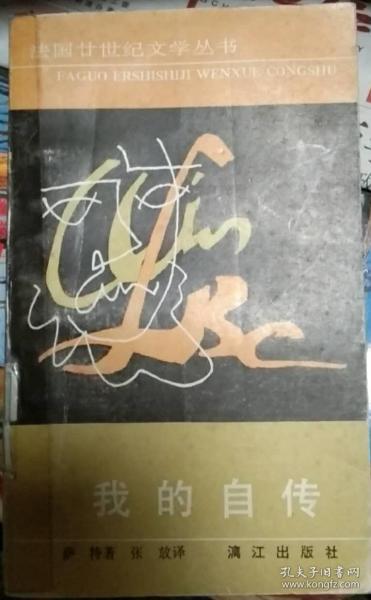 法国廿世纪文学丛书
FAGUO ERSHISHIJI WENXUE CONGSHU
我的自传
萨 特著 张 放译 漓江出版社
孔夫子旧书网
www.kongfz.com